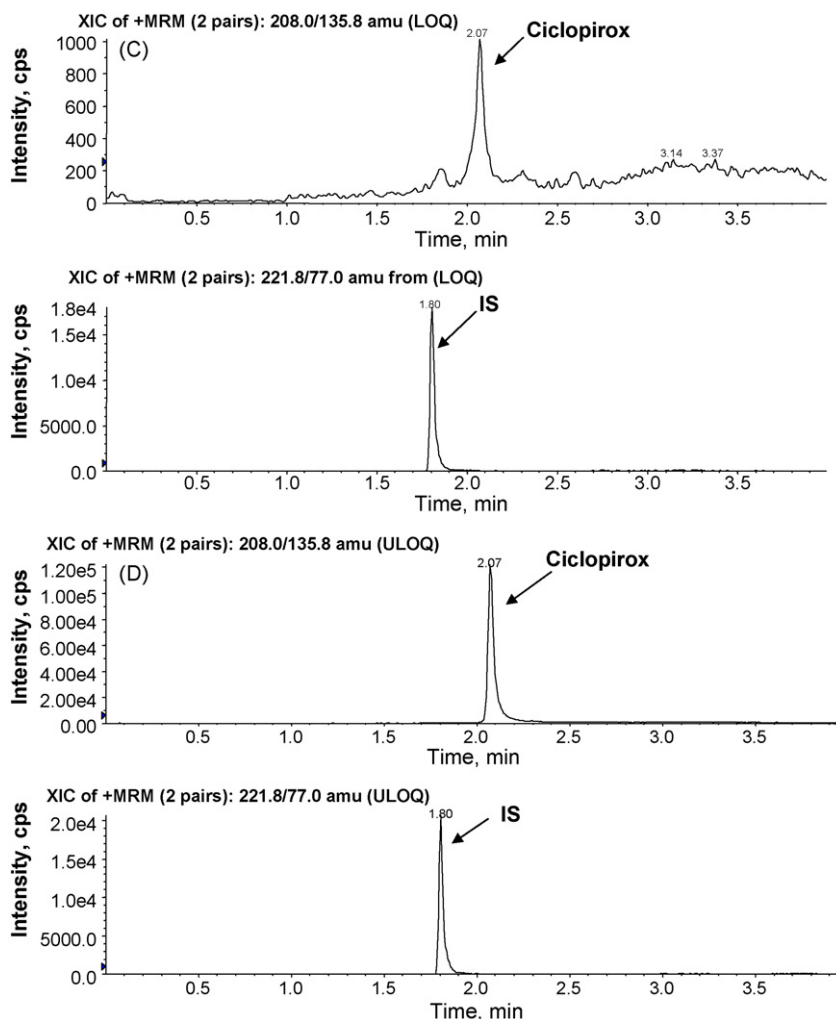 XIC of +MRM (2 pairs): 208.0/135.8 amu (LOQ)
(C)
2.07
Ciclopirox
Intensity, cps
1000
800
600
400
200
0
3.14
3.37
0.5 1.0 1.5 2.0 2.5 3.0 3.5
Time, min
XIC of +MRM (2 pairs): 221.8/77.0 amu from (LOQ)
1.80
IS
Intensity, cps
1.8e4
1.5e4
1.0e4
5000.0
0.0
0.5 1.0 1.5 2.0 2.5 3.0 3.5
Time, min
XIC of +MRM (2 pairs): 208.0/135.8 amu (ULOQ)
(D)
2.07
Ciclopirox
Intensity, cps
1.20e5
1.00e5
8.00e4
6.00e4
4.00e4
2.00e4
0.00
0.5 1.0 1.5 2.0 2.5 3.0 3.5
Time, min
XIC of +MRM (2 pairs): 221.8/77.0 amu (ULOQ)
1.80
IS
Intensity, cps
2.0e4
1.5e4
1.0e4
5000.0
0.0
0.5 1.0 1.5 2.0 2.5 3.0 3.5
Time, min